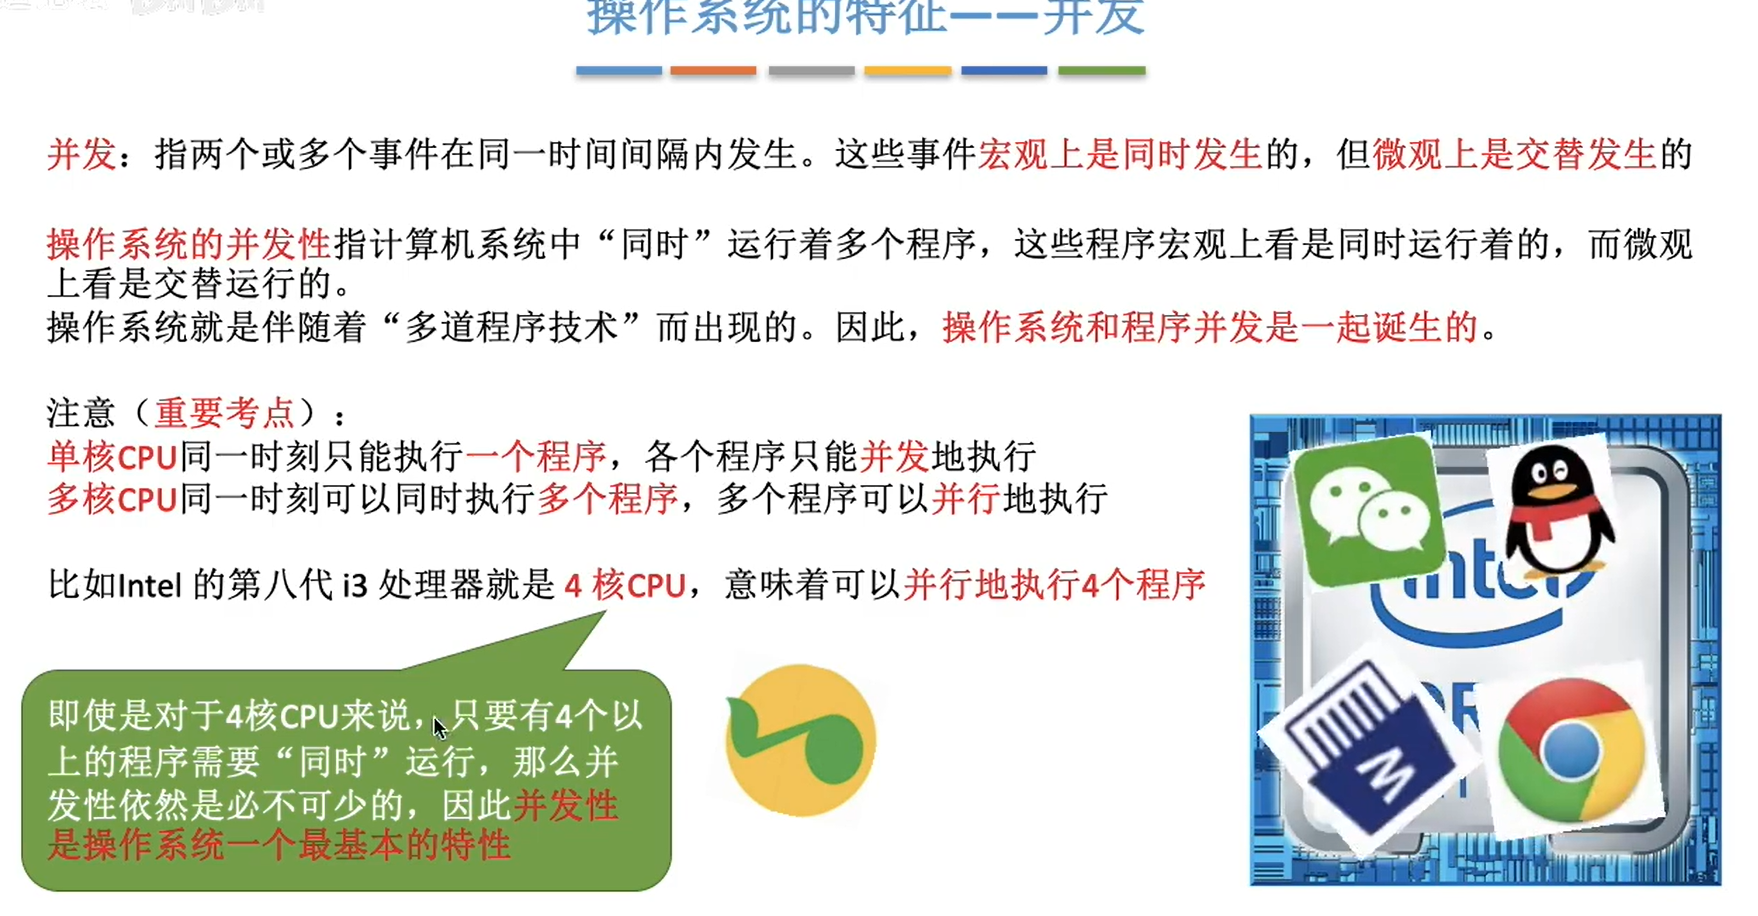 操作系统的特征——并发
并发：指两个或多个事件在同一时间间隔内发生。这些事件宏观上是同时发生的，但微观上是交替发生的
操作系统的并发性指计算机系统中“同时”运行着多个程序，这些程序宏观上看是同时运行着的，而微观
上看是交替运行的。
操作系统就是伴随着“多道程序技术”而出现的。因此，操作系统和程序并发是一起诞生的。
注意（重要考点）：
单核CPU同一时刻只能执行一个程序，各个程序只能并发地执行
多核CPU同一时刻可以同时执行多个程序，多个程序可以并行地执行
比如Intel 的第八代 i3 处理器就是 4 核CPU，意味着可以并行地执行4个程序
即使是对于4核CPU来说，只要有4个以
上的程序需要“同时”运行，那么并
发性依然是必不可少的，因此并发性
是操作系统一个最基本的特性
intel
M